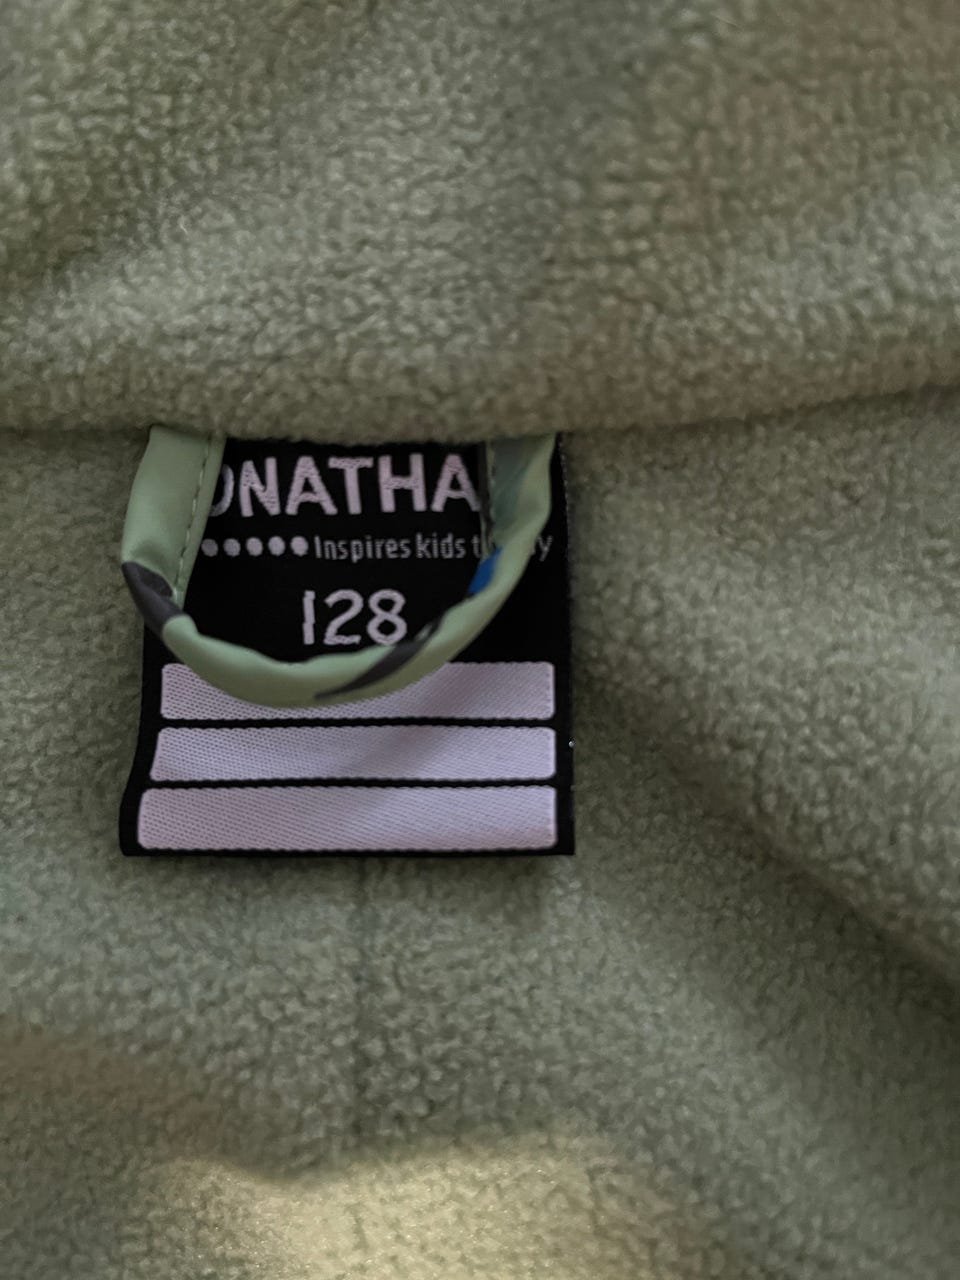 ONATHA
Inspires kids
128